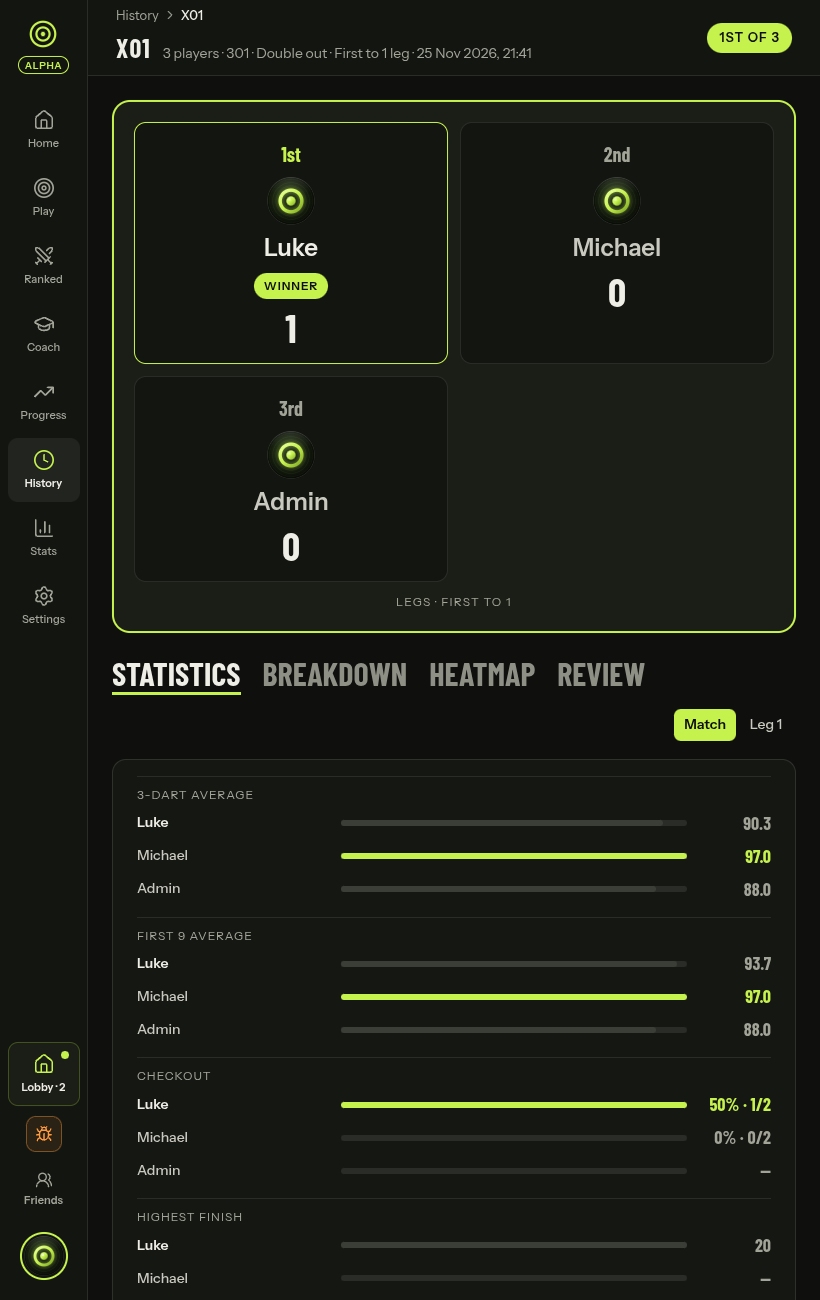 History > X01
X01 3 players · 301 · Double out · First to 1 leg · 25 Nov 2026, 21:41
1ST OF 3
ALPHA
Home
Play
Ranked
Coach
Progress
History
Stats
Settings
Lobby · 2
Friends
1st
Luke
WINNER
1
2nd
Michael
0
3rd
Admin
0
LEGS · FIRST TO 1
STATISTICS BREAKDOWN HEATMAP REVIEW
Match Leg 1
3-DART AVERAGE
Luke 90.3
Michael 97.0
Admin 88.0
FIRST 9 AVERAGE
Luke 93.7
Michael 97.0
Admin 88.0
CHECKOUT
Luke 50% · 1/2
Michael 0% · 0/2
Admin –
HIGHEST FINISH
Luke 20
Michael –